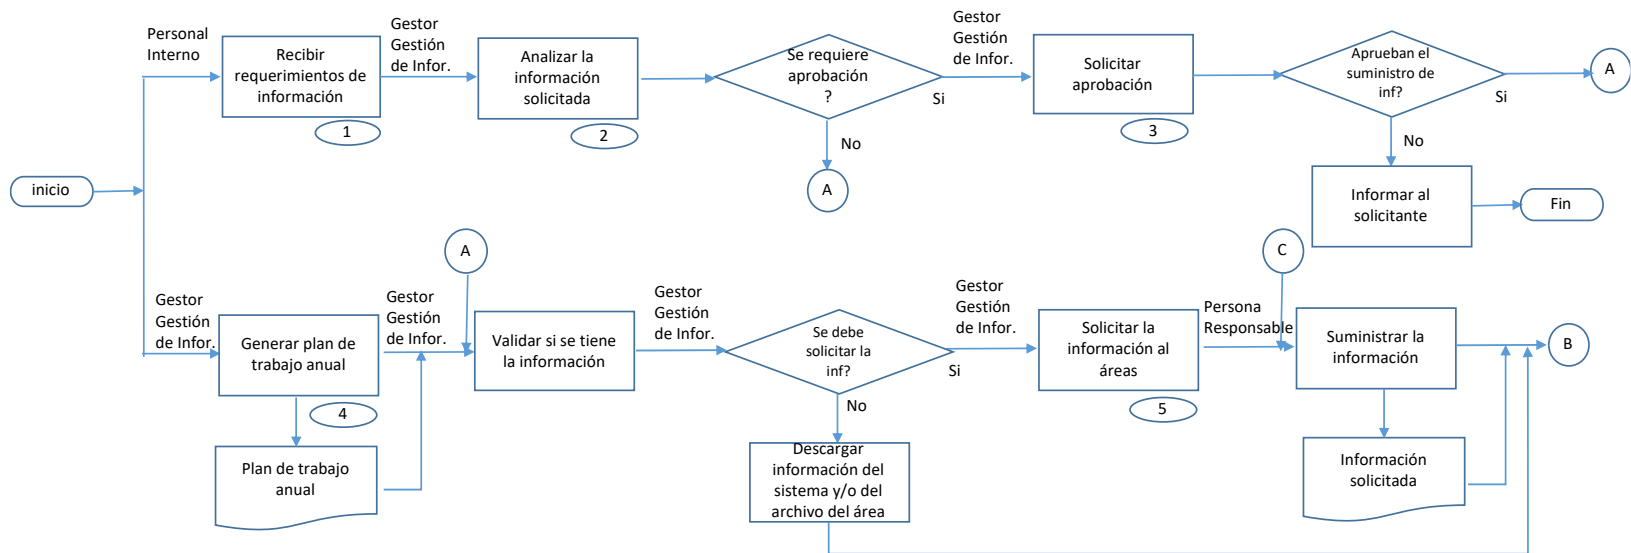 Personal
Interno
Recibir
requerimientos de
información
1
Gestor
Gestión
de Infor.
Analizar la
información
solicitada
2
Se requiere
aprobación
?
Si
No
A
Gestor
Gestión
de Infor.
Solicitar
aprobación
3
Aprueban el
suministro de
inf?
Si
A
No
Informar al
solicitante
Fin
inicio
Gestor
Gestión
de Infor.
Generar plan de
trabajo anual
4
Plan de trabajo
anual
Gestor
Gestión
de Infor.
A
Validar si se tiene
la información
Gestor
Gestión
de Infor.
Se debe
solicitar la
inf?
Si
No
Descargar
información del
sistema y/o del
archivo del área
Gestor
Gestión
de Infor.
Solicitar la
información al
áreas
5
Persona
Responsable
C
Suministrar la
información
Información
solicitada
B